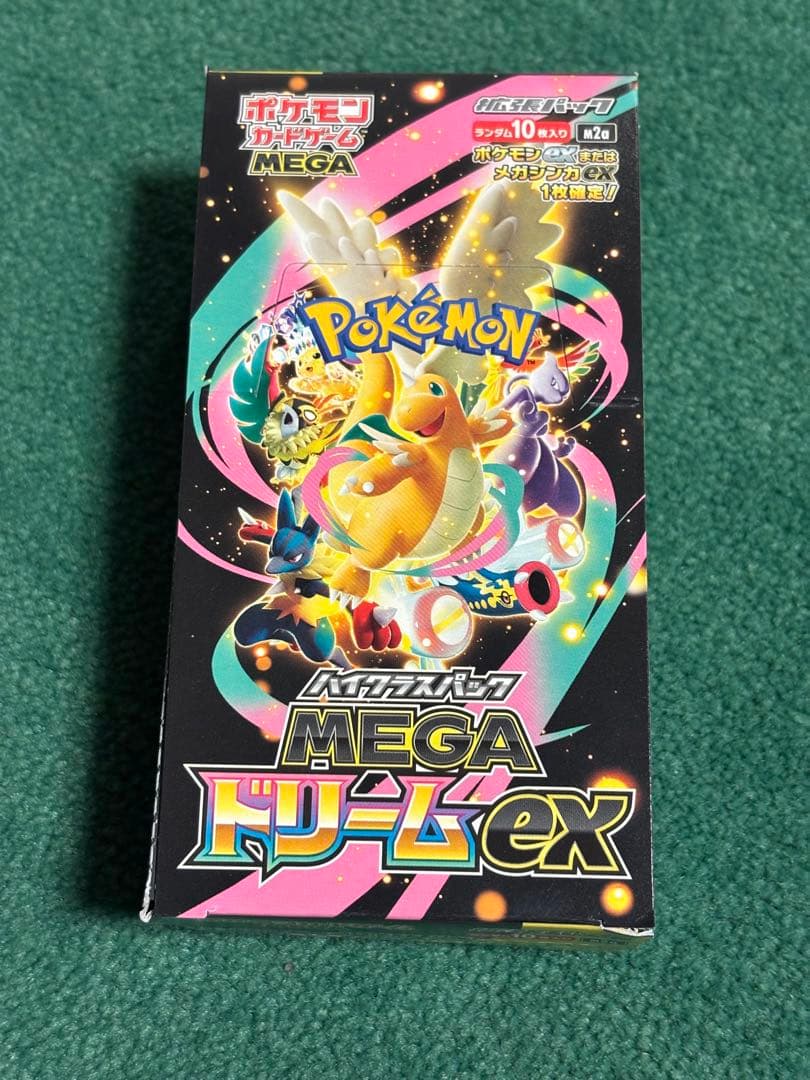 ポケモン
カードゲーム
MEGA
拡張パック
ランダム10枚入り M2a
ポケモンexまたは
メガシンカex
1枚確定!
POKÉMON
TM
ハイクラスパック
MEGA
ドリームex